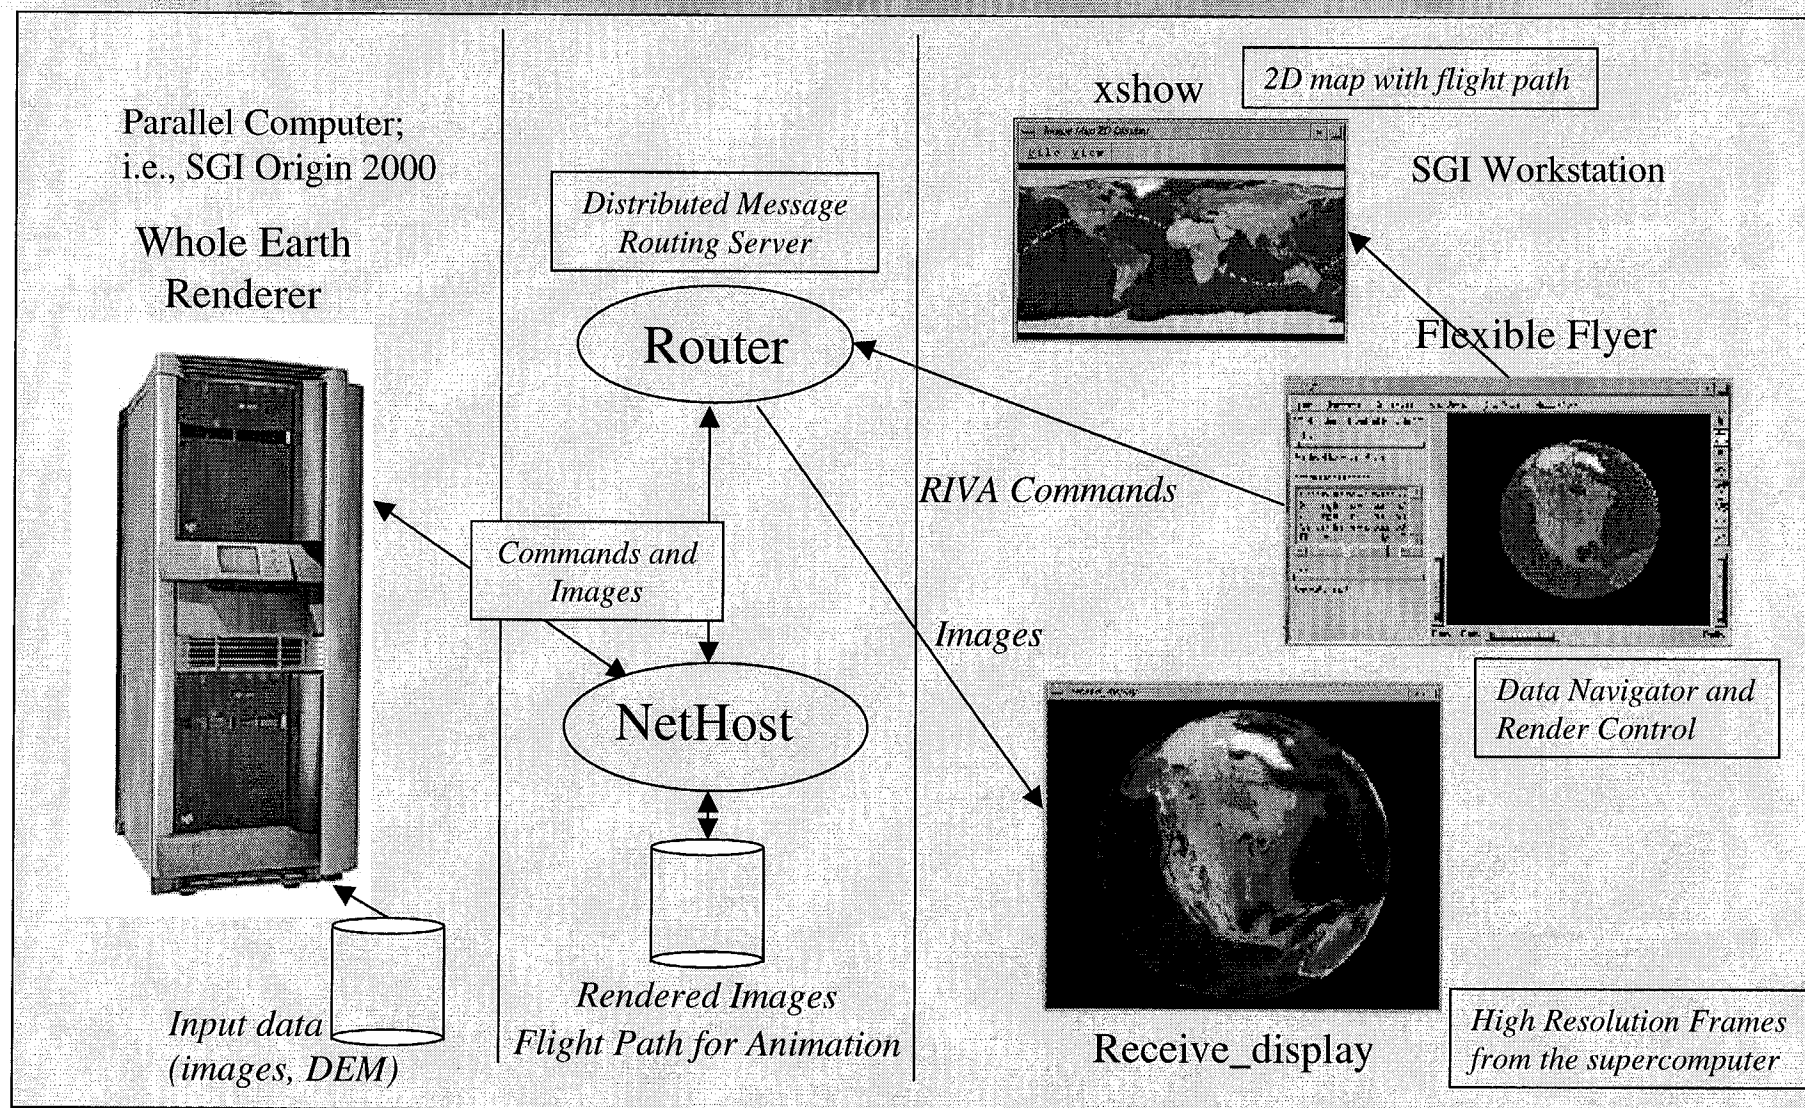 Parallel Computer;
i.e., SGI Origin 2000
Whole Earth
Renderer
Input data
(images, DEM)
Distributed Message
Routing Server
Router
Commands and
Images
NetHost
Rendered Images
Flight Path for Animation
xshow
2D map with flight path
File View
SGI Workstation
Flexible Flyer
RIVA Commands
Images
Data Navigator and
Render Control
Receive_display
High Resolution Frames
from the supercomputer